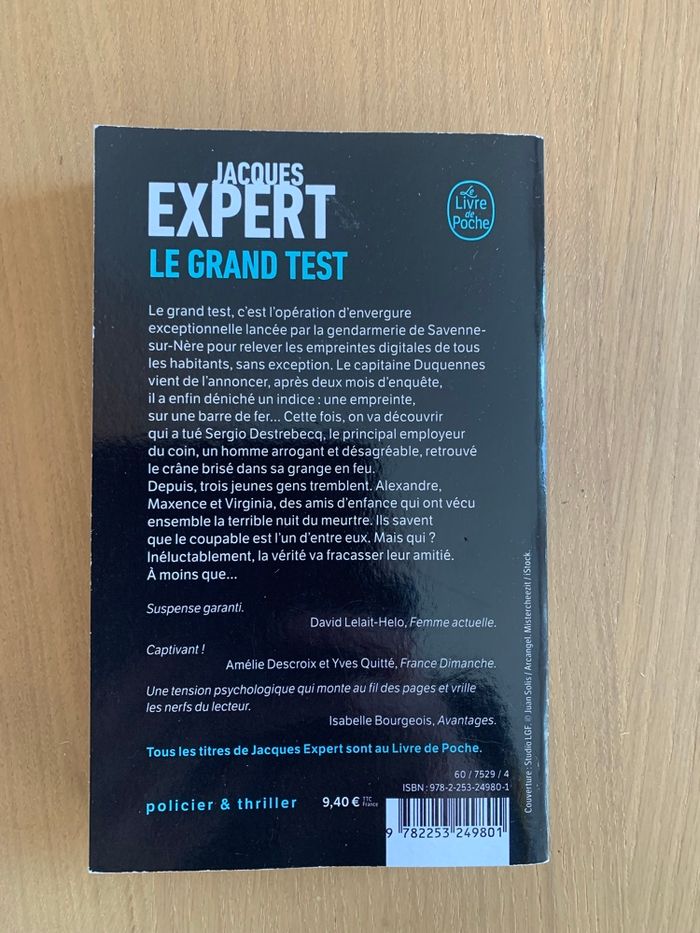 JACQUES
EXPERT
LE GRAND TEST
Le
Livre
de
Poche
Le grand test, c'est l'opération d'envergure
exceptionnelle lancée par la gendarmerie de Savenne-
sur-Nère pour relever les empreintes digitales de tous
les habitants, sans exception. Le capitaine Duquennes
vient de l'annoncer, après deux mois d'enquête,
il a enfin déniché un indice : une empreinte,
sur une barre de fer... Cette fois, on va découvrir
qui a tué Sergio Destrebecq, le principal employeur
du coin, un homme arrogant et désagréable, retrouvé
le crâne brisé dans sa grange en feu.
Depuis, trois jeunes gens tremblent. Alexandre,
Maxence et Virginia, des amis d'enfance qui ont vécu
ensemble la terrible nuit du meurtre. Ils savent
que le coupable est l'un d'entre eux. Mais qui ?
Inéluctablement, la vérité va fracasser leur amitié.
À moins que...
Suspense garanti.
David Lelait-Helo, Femme actuelle.
Captivant !
Amélie Descroix et Yves Quitté, France Dimanche.
Une tension psychologique qui monte au fil des pages et vrille
les nerfs du lecteur.
Isabelle Bourgeois, Avantages.
Tous les titres de Jacques Expert sont au Livre de Poche.
60 / 7529 / 4
ISBN : 978-2-253-24980-1
policier & thriller
9,40 € TTC France
9 782253 249801
Couverture : Studio LGF. © Juan Solis / Arcangel. Mistercheezit / iStock.